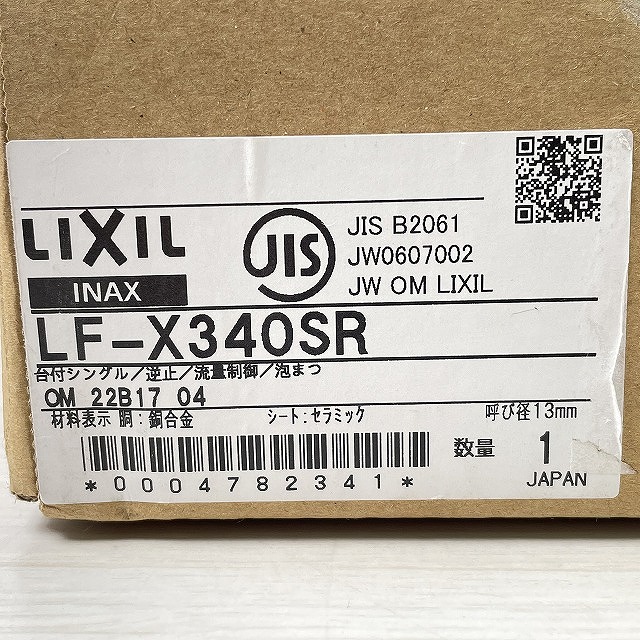 LIXIL
INAX
JIS
JIS B2061
JW0607002
JW OM LIXIL
LF-X340SR
台付シングル/逆止/流量制御/泡まつ
OM 22B17 04
材料表示 胴:銅合金 シート:セラミック 呼び径13mm
数量 1
*0004782341*
JAPAN